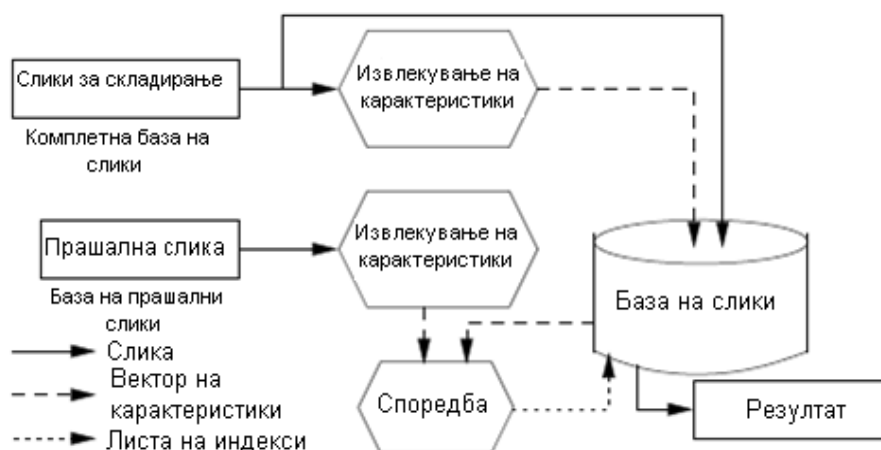 Слики за складирање
Комплетна база на
слики
Извлекување на
карактеристики
Прашална слика
База на прашални
слики
Извлекување на
карактеристики
База на слики
Споредба
Резултат
Слика
Вектор на
карактеристики
Листа на индекси